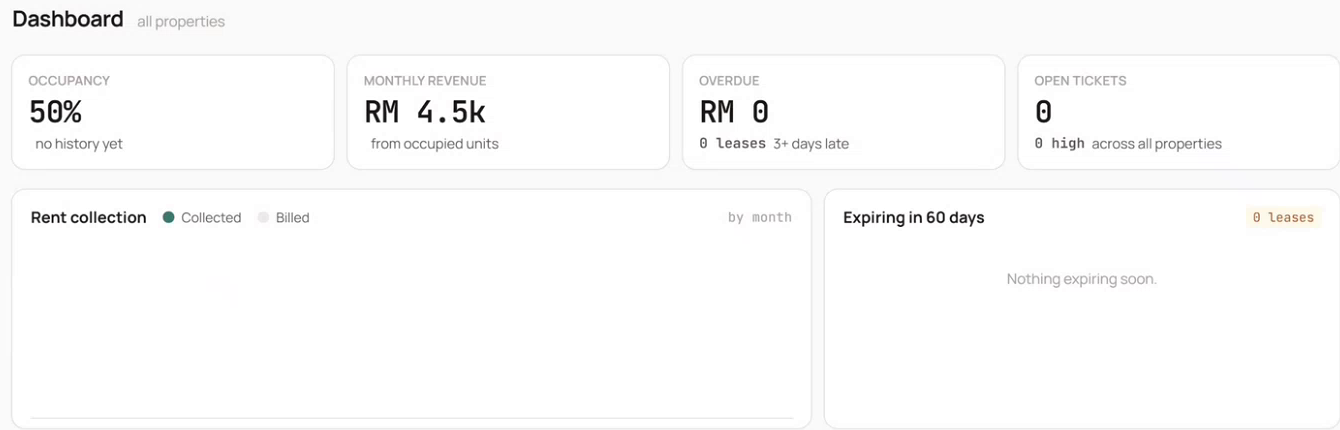 Dashboard all properties
OCCUPANCY
50%
no history yet
MONTHLY REVENUE
RM 4.5k
from occupied units
OVERDUE
RM 0
0 leases 3+ days late
OPEN TICKETS
0
0 high across all properties
Rent collection Collected Billed by month
Expiring in 60 days 0 leases
Nothing expiring soon.